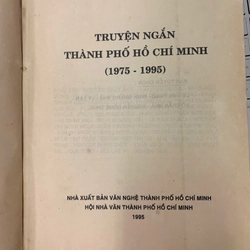 TRUYỆN NGẮN
THÀNH PHỐ HỒ CHÍ MINH
(1975 - 1995)
NHÀ XUẤT BẢN VĂN NGHỆ THÀNH PHỐ HỒ CHÍ MINH
HỘI NHÀ VĂN THÀNH PHỐ HỒ CHÍ MINH
1995